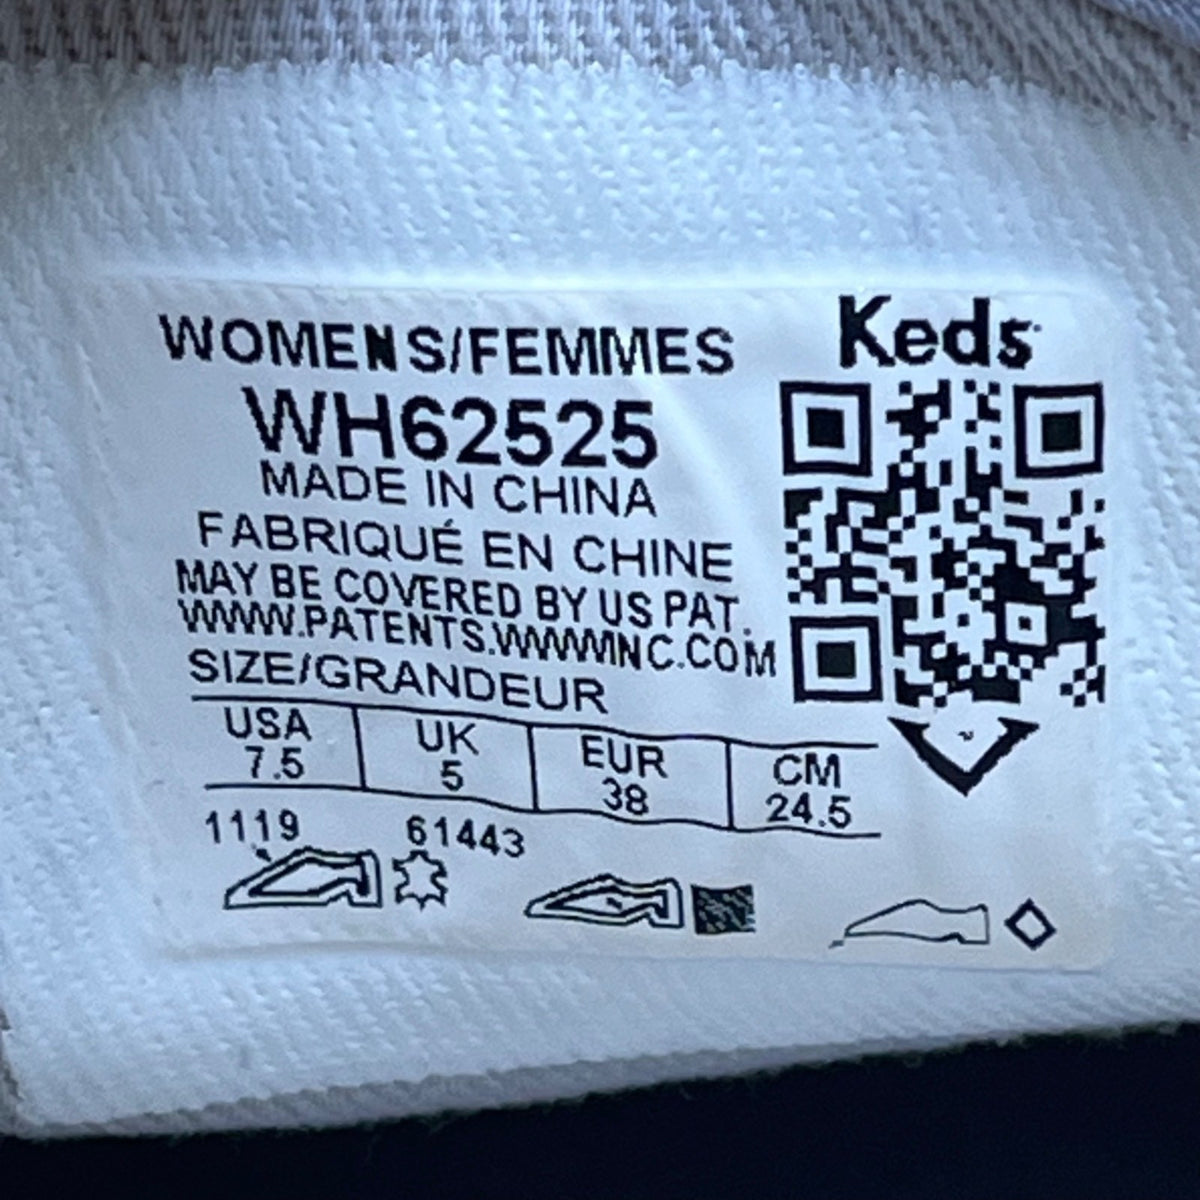 WOMENS/FEMMES
Keds
WH62525
MADE IN CHINA
FABRIQUÉ EN CHINE
MAY BE COVERED BY US PAT.
WWW.PATENTS.WWWINC.COM
SIZE/GRANDEUR
USA UK EUR CM
7.5 5 38 24.5
1119 61443